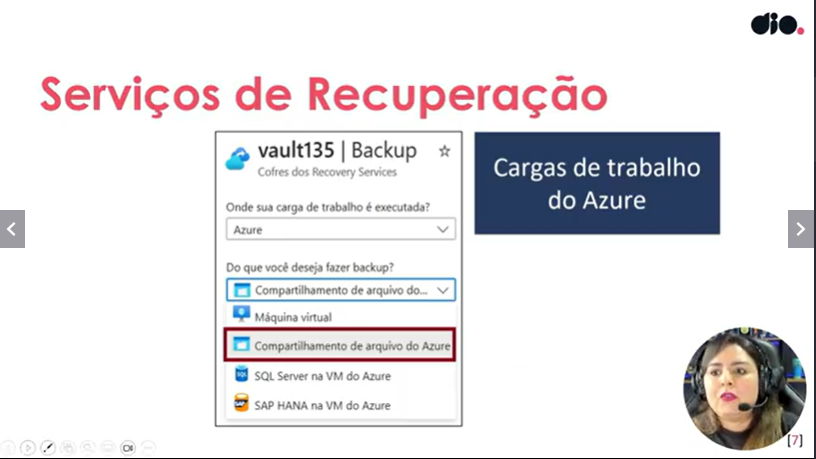 dio.
Serviços de Recuperação
vault135 | Backup
Cofres dos Recovery Services
Onde sua carga de trabalho é executada?
Azure
Do que você deseja fazer backup?
Compartilhamento de arquivo do...
Máquina virtual
Compartilhamento de arquivo do Azure
SQL Server na VM do Azure
SAP HANA na VM do Azure
Cargas de trabalho
do Azure
[7]